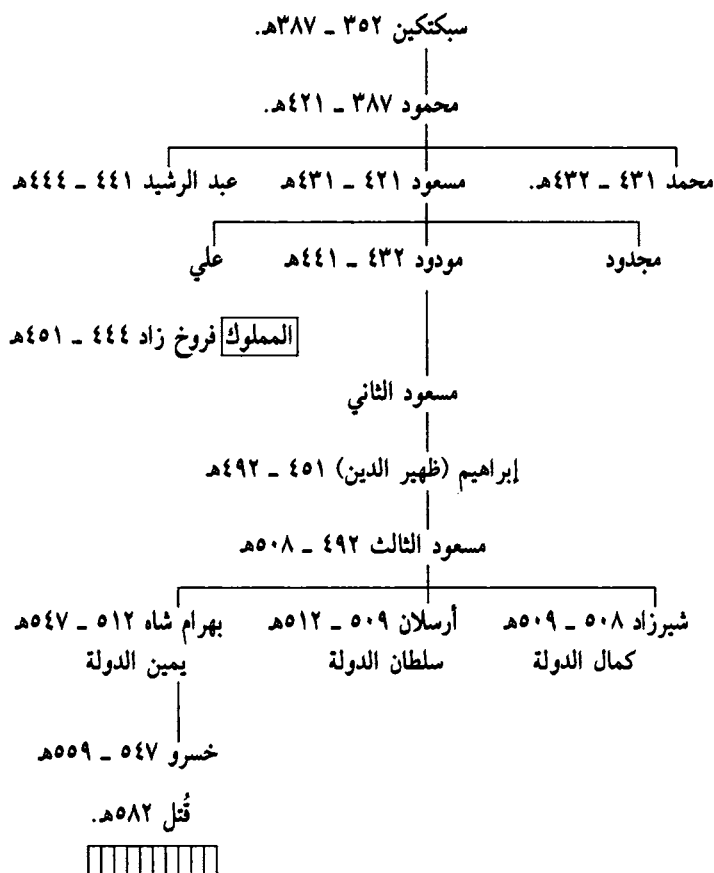 سبكتكين ٣٥٢ ـ ٣٨٧هـ.
محمود ٣٨٧ ـ ٤٢١هـ.
محمد ٤٣١ ـ ٤٣٢هـ. مسعود ٤٢١ ـ ٤٣١هـ عبد الرشيد ٤٤١ ـ ٤٤٤هـ
مجدود مودود ٤٣٢ ـ ٤٤١هـ علي
المملوك فروخ زاد ٤٤٤ ـ ٤٥١هـ
مسعود الثاني
إبراهيم (ظهير الدين) ٤٥١ ـ ٤٩٢هـ
مسعود الثالث ٤٩٢ ـ ٥٠٨هـ
شيرزاد ٥٠٨ ـ ٥٠٩هـ أرسلان ٥٠٩ ـ ٥١٢هـ بهرام شاه ٥١٢ ـ ٥٤٧هـ
كمال الدولة سلطان الدولة يمين الدولة
خسرو ٥٤٧ ـ ٥٥٩هـ
قُتل ٥٨٢هـ.